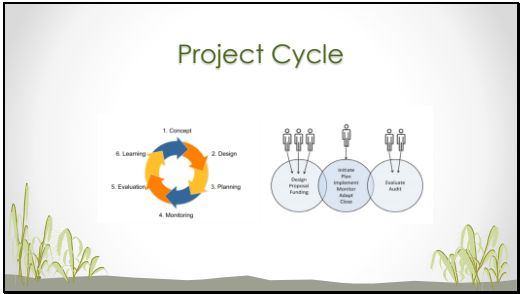 Project Cycle
1. Concept
2. Design
3. Planning
4. Monitoring
5. Evaluation
6. Learning
Design
Proposal
Funding
Initiate
Plan
Implement
Monitor
Adapt
Close
Evaluate
Audit